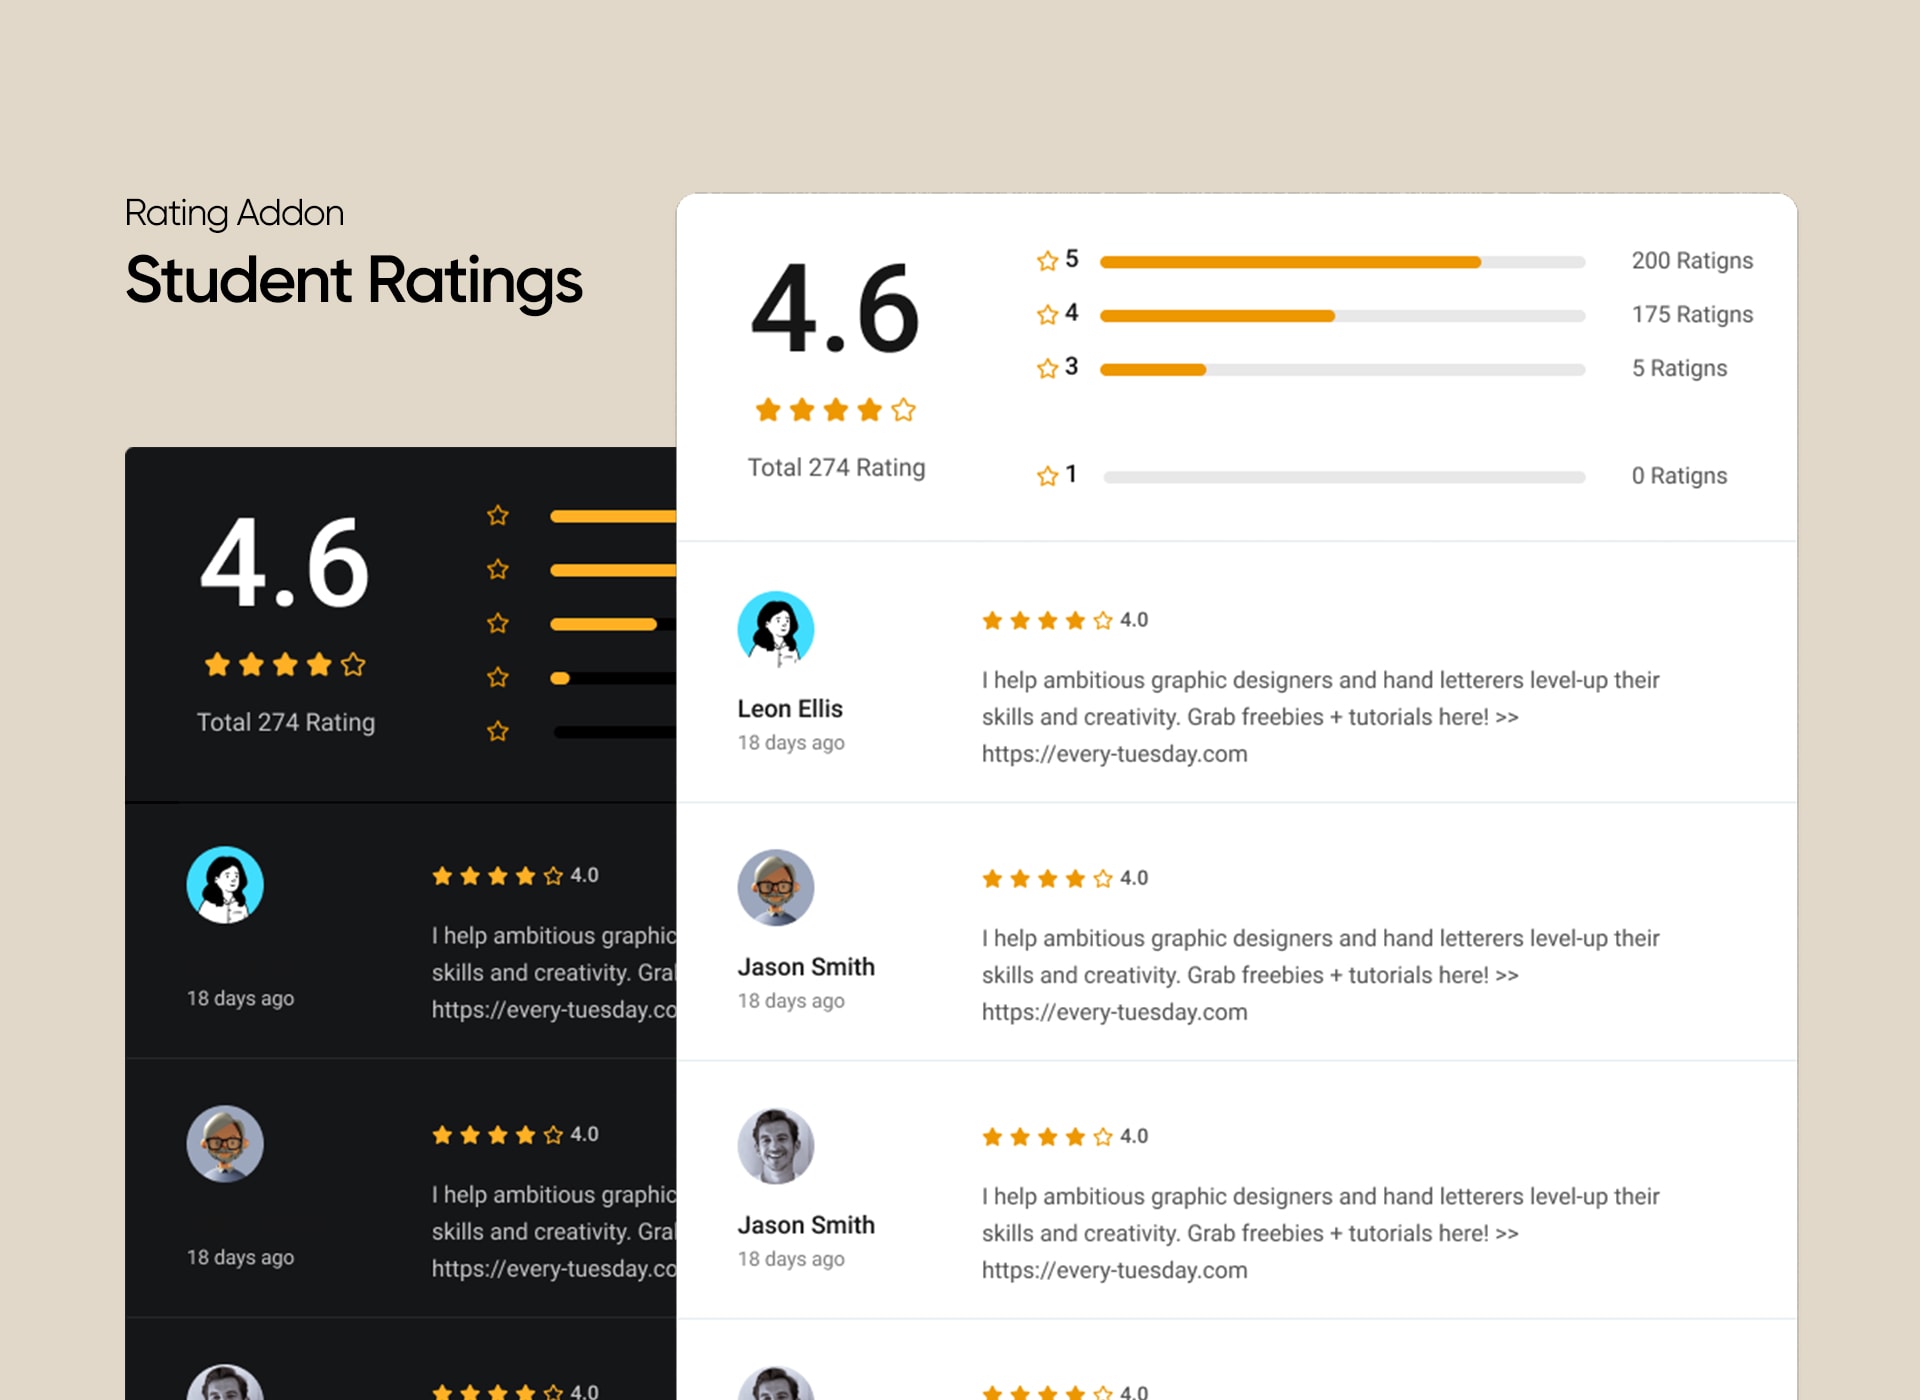 Rating Addon
Student Ratings
4.6
Total 274 Rating
5 200 Ratigns
4 175 Ratigns
3 5 Ratigns
1 0 Ratigns
4.0
Leon Ellis
18 days ago
I help ambitious graphic designers and hand letterers level-up their
skills and creativity. Grab freebies + tutorials here! >>
https://every-tuesday.com
4.0
Jason Smith
18 days ago
I help ambitious graphic designers and hand letterers level-up their
skills and creativity. Grab freebies + tutorials here! >>
https://every-tuesday.com
4.0
Jason Smith
18 days ago
I help ambitious graphic designers and hand letterers level-up their
skills and creativity. Grab freebies + tutorials here! >>
https://every-tuesday.com
4.0
4.6
Total 274 Rating
4.0
18 days ago
I help ambitious graphic
skills and creativity. Gra
https://every-tuesday.co
4.0
18 days ago
I help ambitious graphic
skills and creativity. Gra
https://every-tuesday.co
4.0